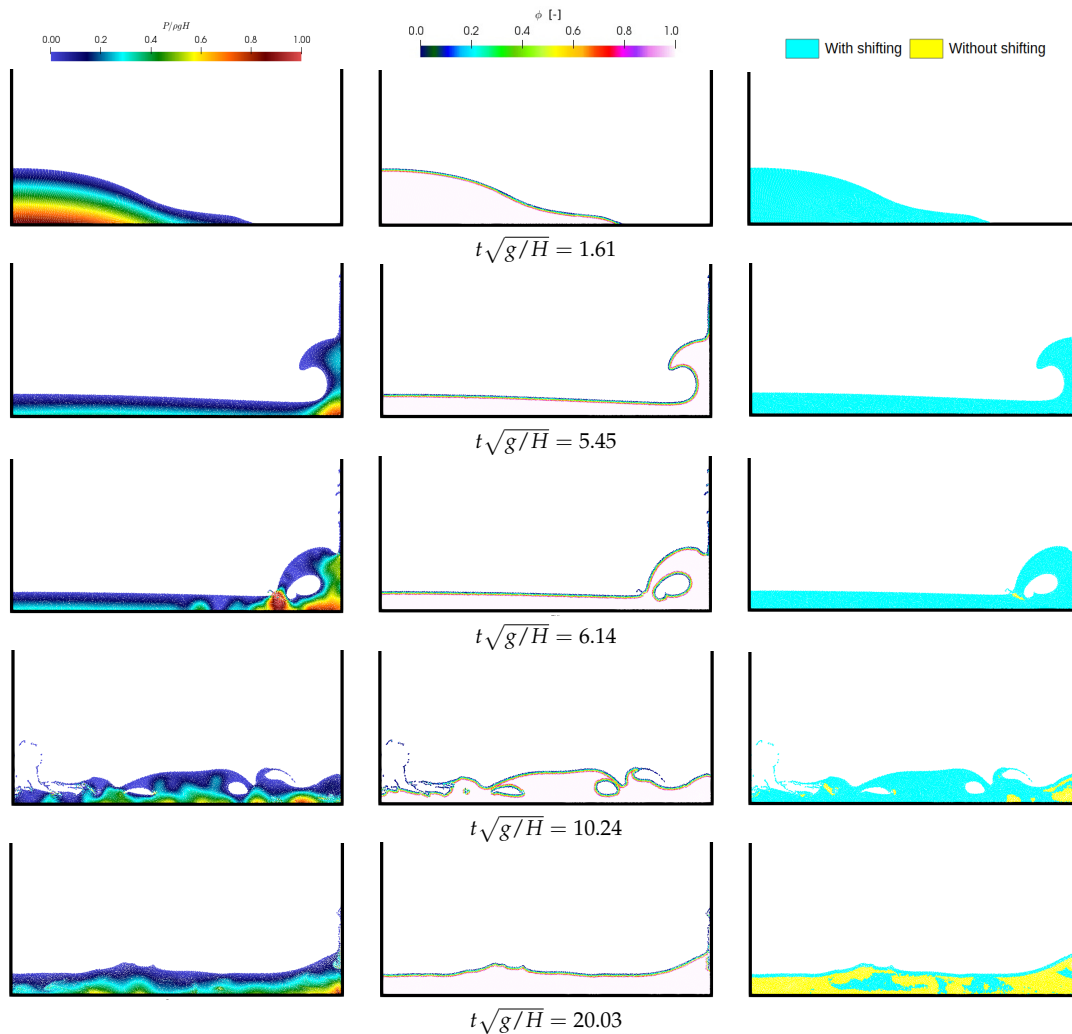 P/ρgH
0.00 0.2 0.4 0.6 0.8 1.00
ϕ [-]
0.0 0.2 0.4 0.6 0.8 1.0
With shifting Without shifting
t√g/H = 1.61
t√g/H = 5.45
t√g/H = 6.14
t√g/H = 10.24
t√g/H = 20.03